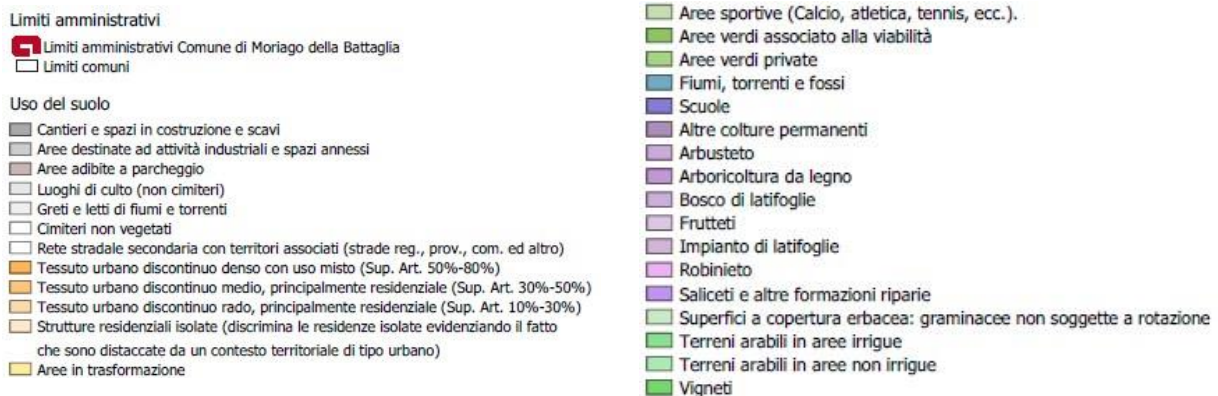 Limiti amministrativi
Limiti amministrativi Comune di Moriago della Battaglia
Limiti comuni
Uso del suolo
Cantieri e spazi in costruzione e scavi
Aree destinate ad attività industriali e spazi annessi
Aree adibite a parcheggio
Luoghi di culto (non cimiteri)
Greti e letti di fiumi e torrenti
Cimiteri non vegetati
Rete stradale secondaria con territori associati (strade reg., prov., com. ed altro)
Tessuto urbano discontinuo denso con uso misto (Sup. Art. 50%-80%)
Tessuto urbano discontinuo medio, principalmente residenziale (Sup. Art. 30%-50%)
Tessuto urbano discontinuo rado, principalmente residenziale (Sup. Art. 10%-30%)
Strutture residenziali isolate (discrimina le residenze isolate evidenziando il fatto
che sono distaccate da un contesto territoriale di tipo urbano)
Aree in trasformazione
Aree sportive (Calcio, atletica, tennis, ecc.).
Aree verdi associato alla viabilità
Aree verdi private
Fiumi, torrenti e fossi
Scuole
Altre colture permanenti
Arbusteto
Arboricoltura da legno
Bosco di latifoglie
Frutteti
Impianto di latifoglie
Robinieto
Saliceti e altre formazioni riparie
Superfici a copertura erbacea: graminacee non soggette a rotazione
Terreni arabili in aree irrigue
Terreni arabili in aree non irrigue
Vigneti